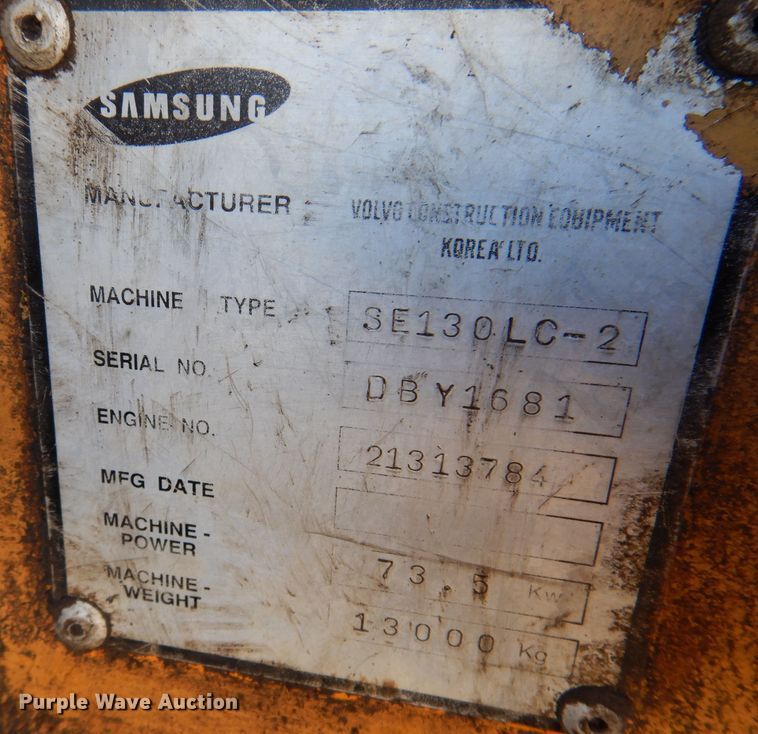 SAMSUNG
MANUFACTURER : VOLVO CONSTRUCTION EQUIPMENT
KOREA LTD.
MACHINE TYPE SE130LC-2
SERIAL NO. DBY1681
ENGINE NO. 21313784
MFG DATE
MACHINE-
POWER 73.5 Kw
MACHINE-
WEIGHT 13000 Kg
Purple Wave Auction